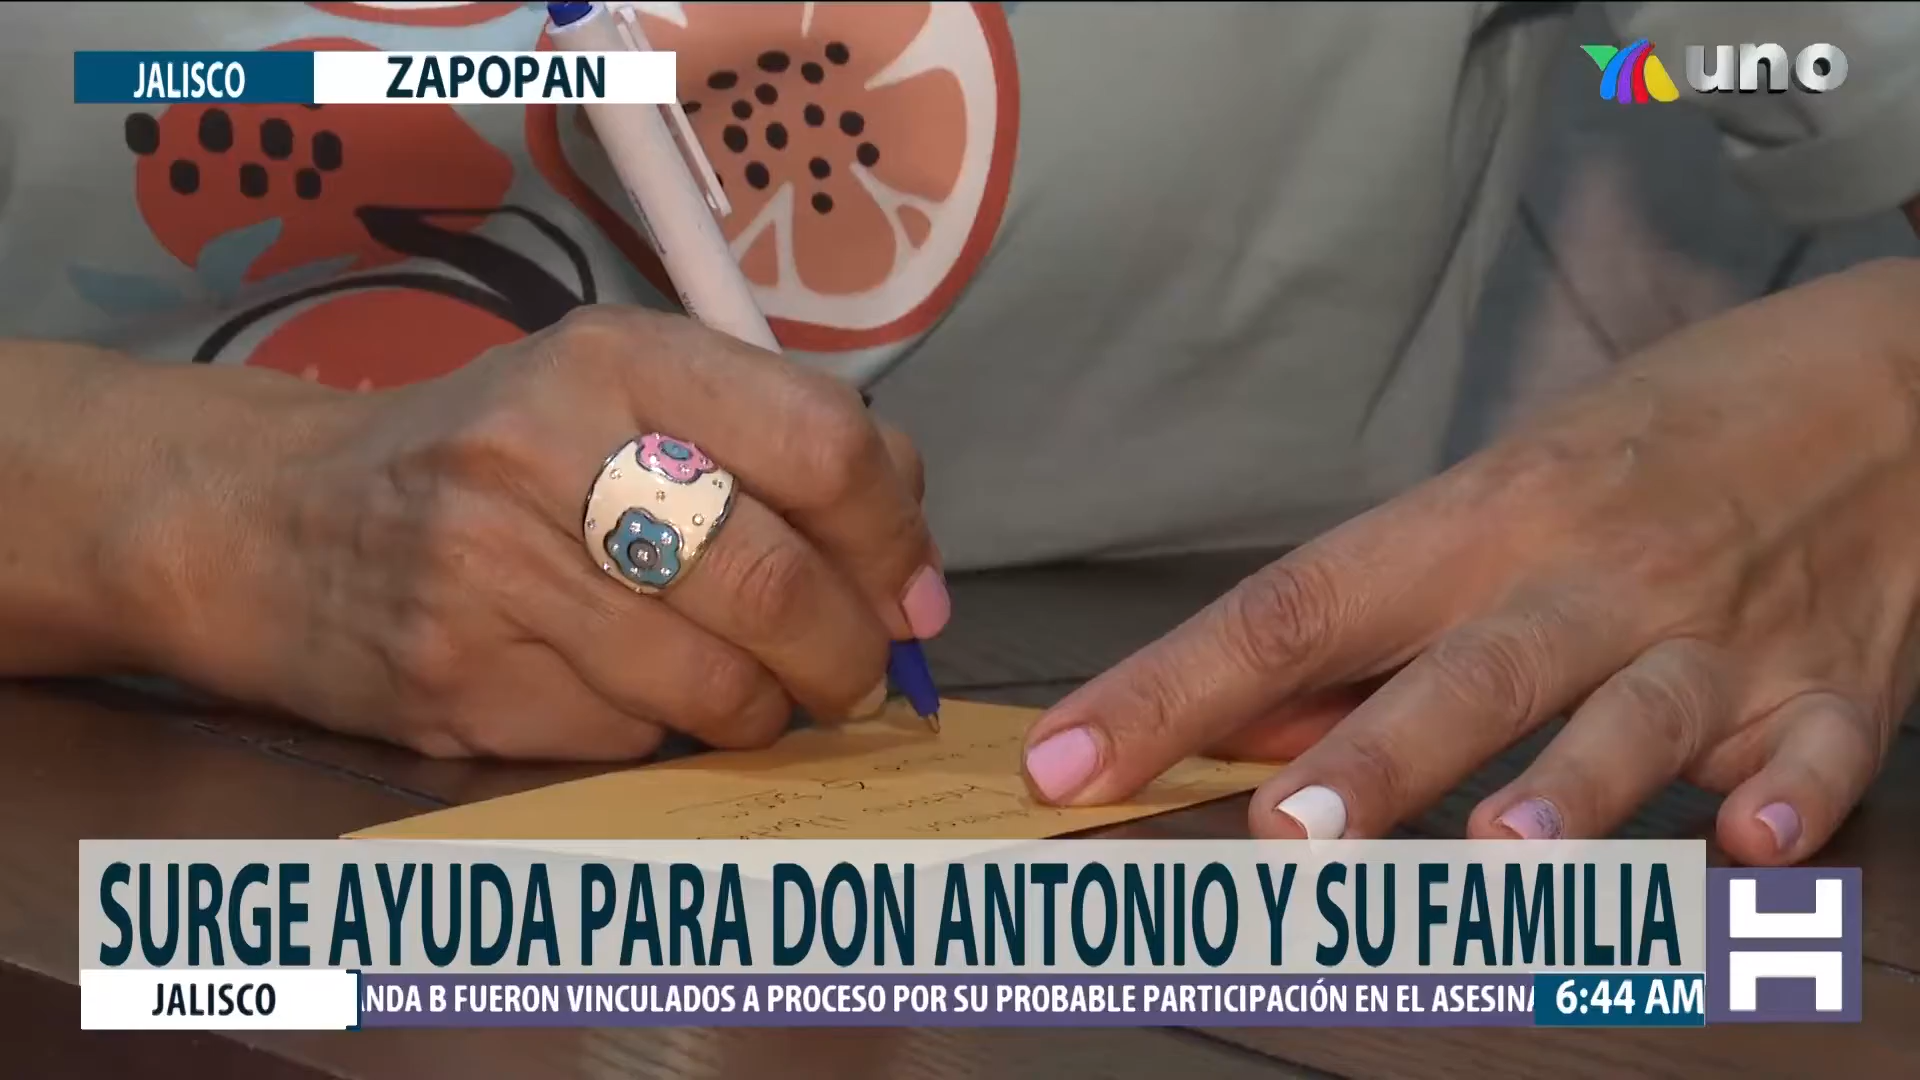 JALISCO
ZAPOPAN
uno
SURGE AYUDA PARA DON ANTONIO Y SU FAMILIA
JALISCO
ANDA B FUERON VINCULADOS A PROCESO POR SU PROBABLE PARTICIPACIÓN EN EL ASESINA
6:44 AM
H